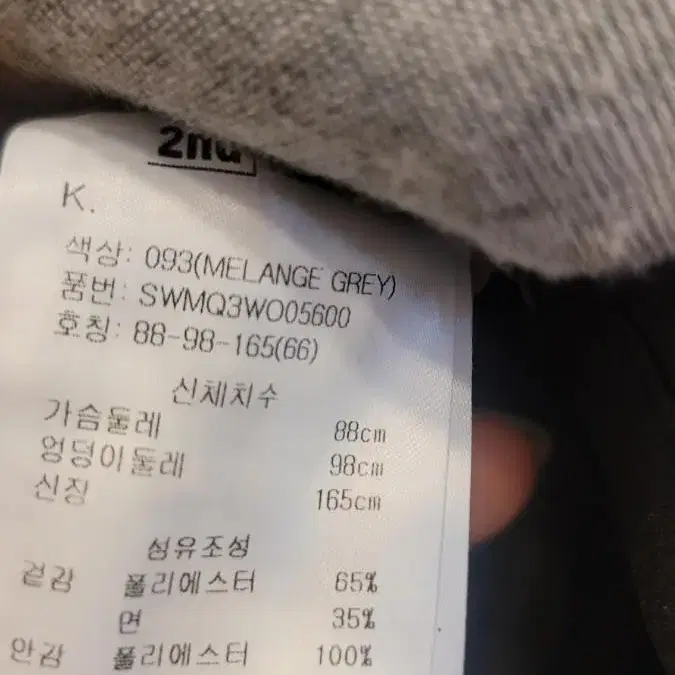 K.
색상: 093(MELANGE GREY)
품번: SWMQ3WO05600
호칭: 88-98-165(66)
신체치수
가슴둘레 88cm
엉덩이둘레 98cm
신장 165cm
섬유조성
겉감 폴리에스터 65%
면 35%
안감 폴리에스터 100%